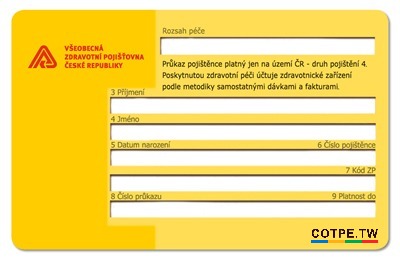 Rozsah péče
VŠEOBECNÁ
ZDRAVOTNÍ POJIŠŤOVNA
ČESKÉ REPUBLIKY
Průkaz pojištěnce platný jen na území ČR - druh pojištění 4.
Poskytnutou zdravotní péči účtuje zdravotnické zařízení
podle metodiky samostatnými dávkami a fakturami.
3 Příjmení
4 Jméno
5 Datum narození 6 Číslo pojištěnce
7 Kód ZP
8 Číslo průkazu 9 Platnost do
COTPE.TW